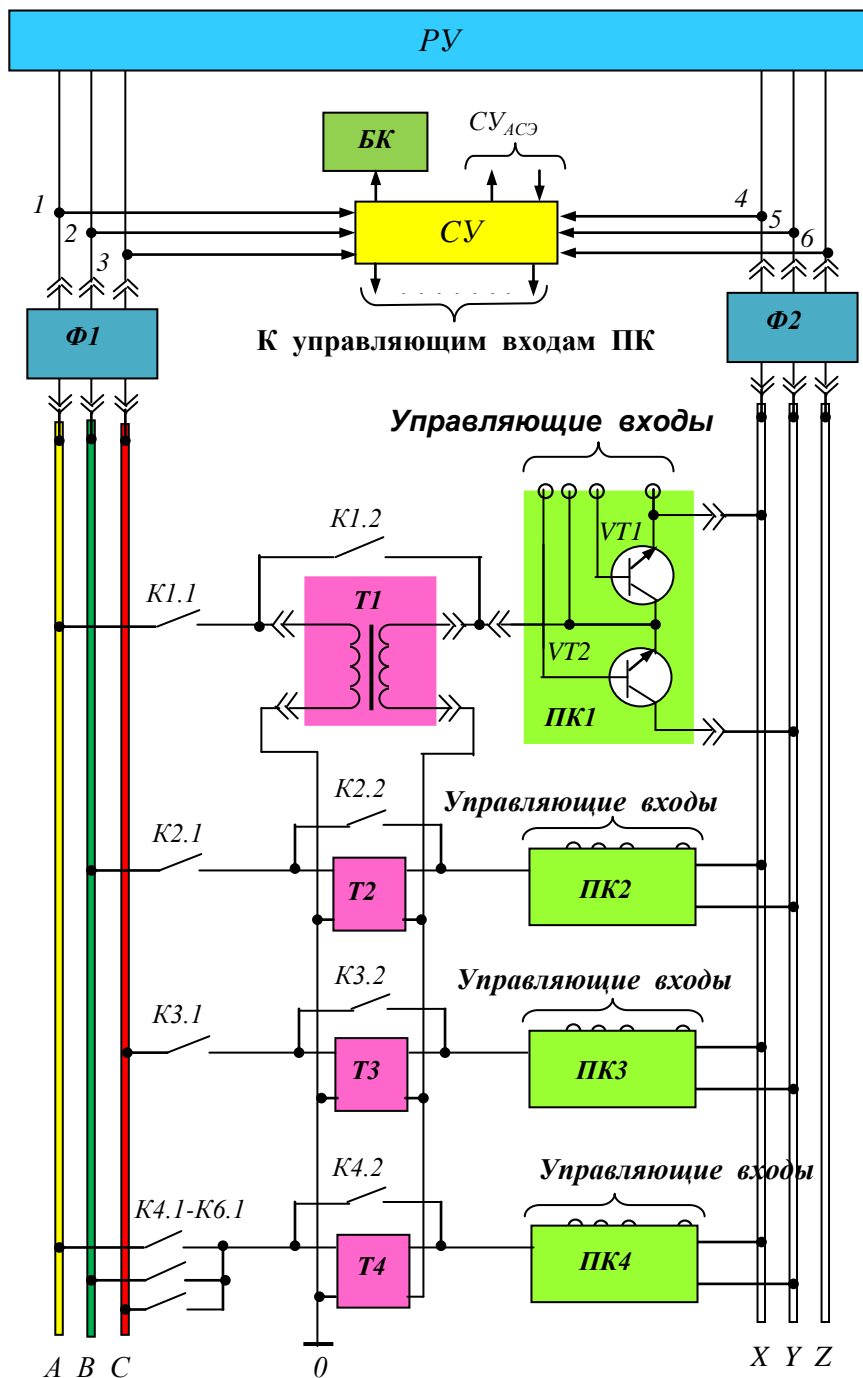 РУ
БК
СУАСЭ
1
2
3
СУ
4
5
6
Ф1
Ф2
К управляющим входам ПК
Управляющие входы
К1.2
К1.1
Т1
VT1
VT2
ПК1
К2.2
Управляющие входы
К2.1
Т2
ПК2
К3.2
Управляющие входы
К3.1
Т3
ПК3
К4.2
Управляющие входы
К4.1-К6.1
Т4
ПК4
A B C
0
X Y Z